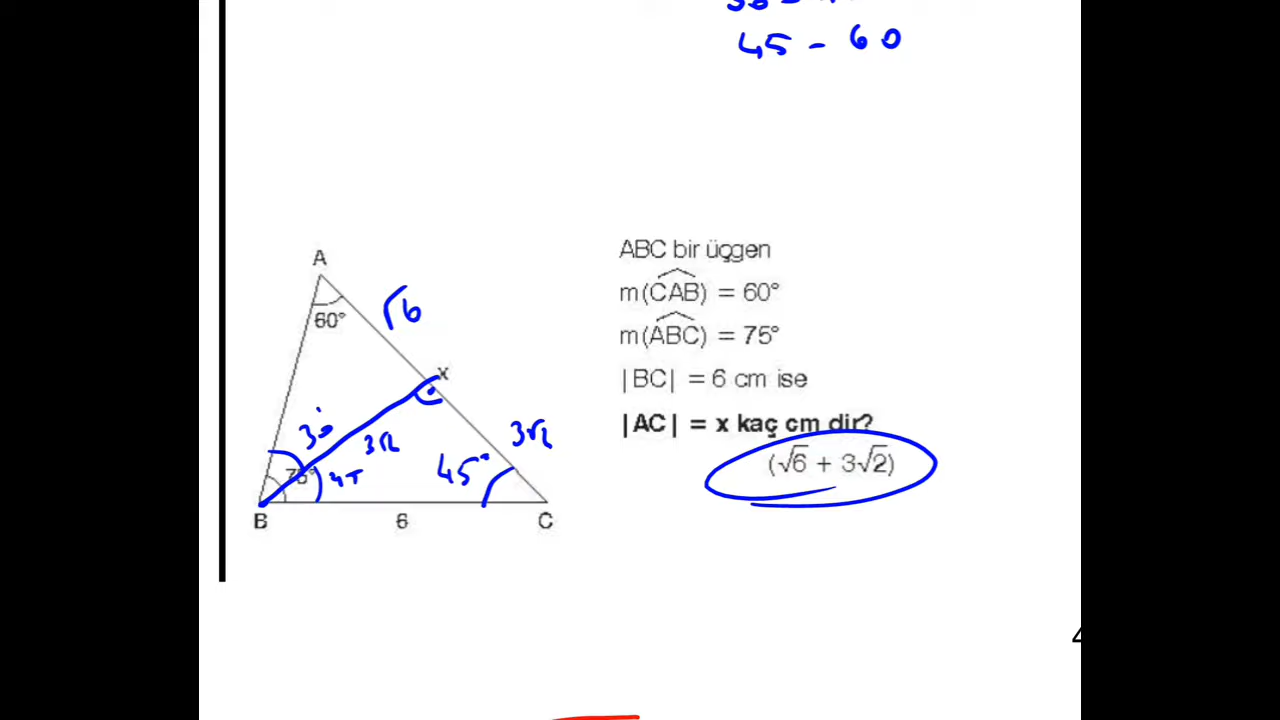 45 - 60
A
60°
√6
x
30
3√2
75°
45
45°
3√2
B
6
C
ABC bir üçgen
m(CAB) = 60°
m(ABC) = 75°
|BC| = 6 cm ise
|AC| = x kaç cm dir?
(√6 + 3√2)